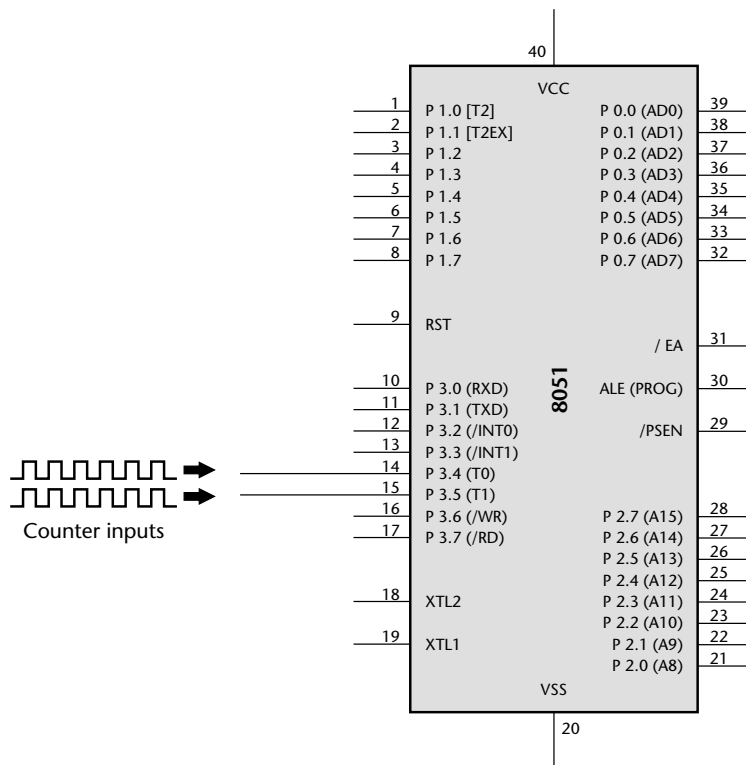 40
VCC
1 P 1.0 [T2] P 0.0 (AD0) 39
2 P 1.1 [T2EX] P 0.1 (AD1) 38
3 P 1.2 P 0.2 (AD2) 37
4 P 1.3 P 0.3 (AD3) 36
5 P 1.4 P 0.4 (AD4) 35
6 P 1.5 P 0.5 (AD5) 34
7 P 1.6 P 0.6 (AD6) 33
8 P 1.7 P 0.7 (AD7) 32
9 RST
/ EA 31
8051
10 P 3.0 (RXD) ALE (PROG) 30
11 P 3.1 (TXD)
12 P 3.2 (/INT0) /PSEN 29
13 P 3.3 (/INT1)
14 P 3.4 (T0)
15 P 3.5 (T1)
16 P 3.6 (/WR) P 2.7 (A15) 28
Counter inputs
17 P 3.7 (/RD) P 2.6 (A14) 27
P 2.5 (A13) 26
P 2.4 (A12) 25
18 XTL2 P 2.3 (A11) 24
P 2.2 (A10) 23
19 XTL1 P 2.1 (A9) 22
P 2.0 (A8) 21
VSS
20